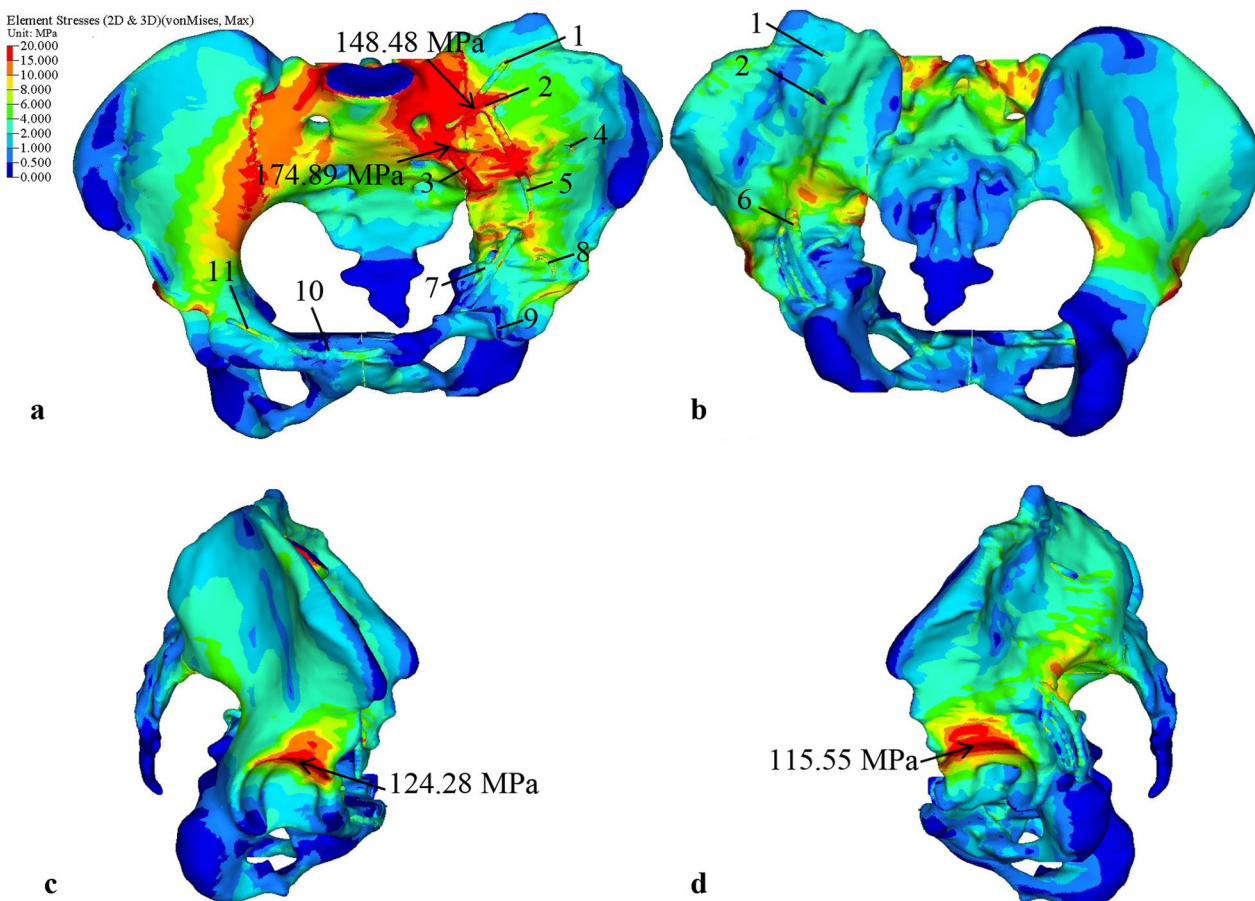 Element Stresses (2D & 3D)(vonMises, Max)
Unit: MPa
20.000
15.000
10.000
8.000
6.000
4.000
2.000
1.000
0.500
0.000
148.48 MPa
1
2
174.89 MPa
3
4
5
7
8
9
10
11
a
1
2
6
b
124.28 MPa
c
115.55 MPa
d